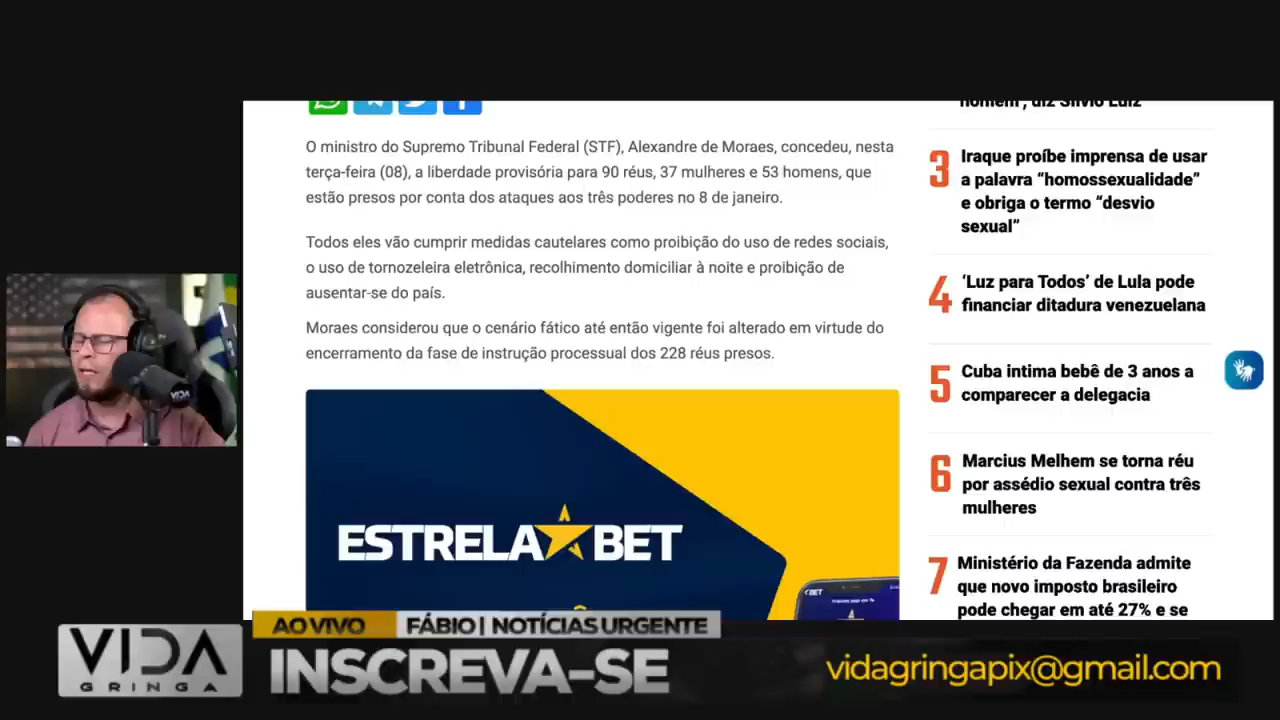 O ministro do Supremo Tribunal Federal (STF), Alexandre de Moraes, concedeu, nesta
terça-feira (08), a liberdade provisória para 90 réus, 37 mulheres e 53 homens, que
estão presos por conta dos ataques aos três poderes no 8 de janeiro.
Todos eles vão cumprir medidas cautelares como proibição do uso de redes sociais,
o uso de tornozeleira eletrônica, recolhimento domiciliar à noite e proibição de
ausentar-se do país.
Moraes considerou que o cenário fático até então vigente foi alterado em virtude do
encerramento da fase de instrução processual dos 228 réus presos.
ESTRELA BET
homem", diz Silvio Luiz
3
Iraque proíbe imprensa de usar
a palavra “homossexualidade”
e obriga o termo “desvio
sexual”
4
‘Luz para Todos’ de Lula pode
financiar ditadura venezuelana
5
Cuba intima bebê de 3 anos a
comparecer a delegacia
6
Marcius Melhem se torna réu
por assédio sexual contra três
mulheres
7
Ministério da Fazenda admite
que novo imposto brasileiro
pode chegar em até 27% e se
VIDA
VIDA
GRINGA
AO VIVO
FÁBIO | NOTÍCIAS URGENTE
INSCREVA-SE
vidagringapix@gmail.com